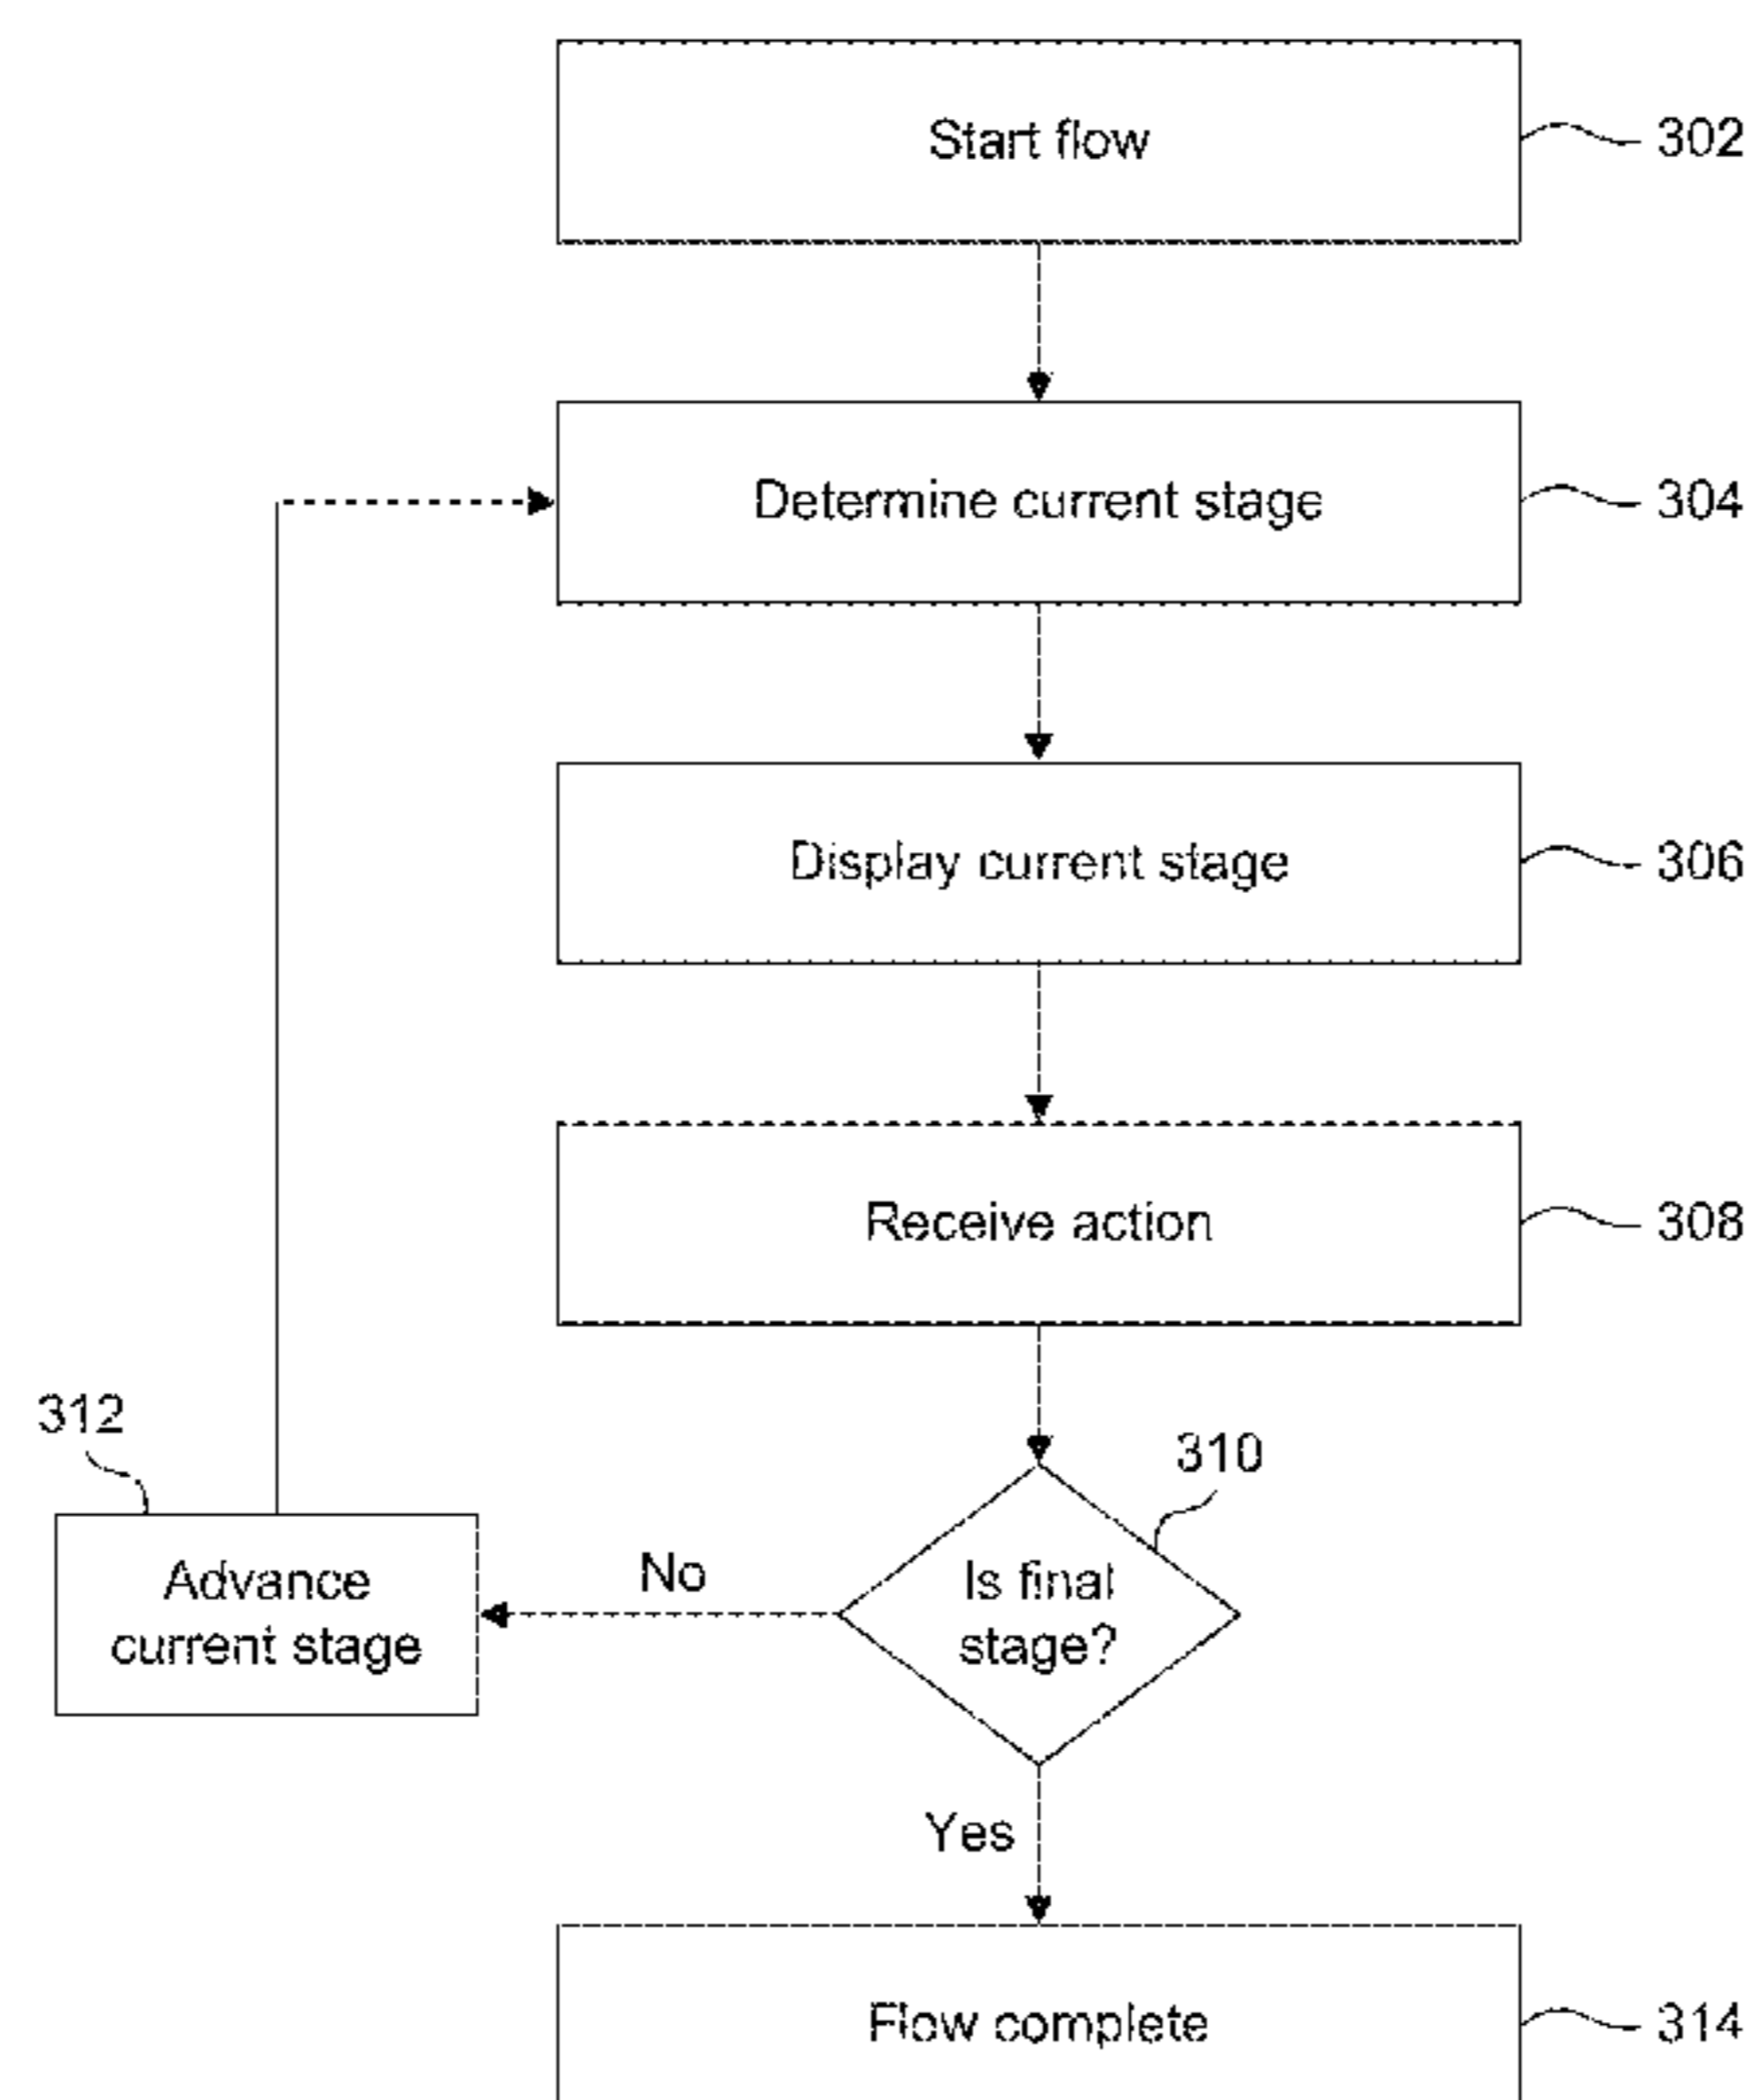 Start flow
302
Determine current stage
304
Display current stage
306
Receive action
308
312
310
Advance
current stage
No
Is final
stage?
Yes
Flow complete
314